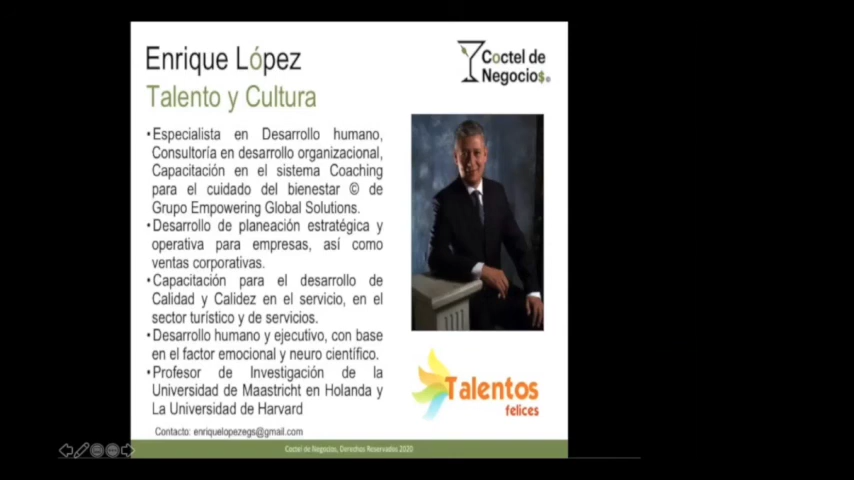 Enrique López
Coctel de
Negocio$©
Talento y Cultura
•Especialista en Desarrollo humano,
Consultoría en desarrollo organizacional,
Capacitación en el sistema Coaching
para el cuidado del bienestar © de
Grupo Empowering Global Solutions.
•Desarrollo de planeación estratégica y
operativa para empresas, así como
ventas corporativas.
•Capacitación para el desarrollo de
Calidad y Calidez en el servicio, en el
sector turístico y de servicios.
•Desarrollo humano y ejecutivo, con base
en el factor emocional y neuro científico.
•Profesor de Investigación de la
Universidad de Maastricht en Holanda y
La Universidad de Harvard
Talentos
felices
Contacto: enriquelopezegs@gmail.com
Coctel de Negocios, Derechos Reservados 2020